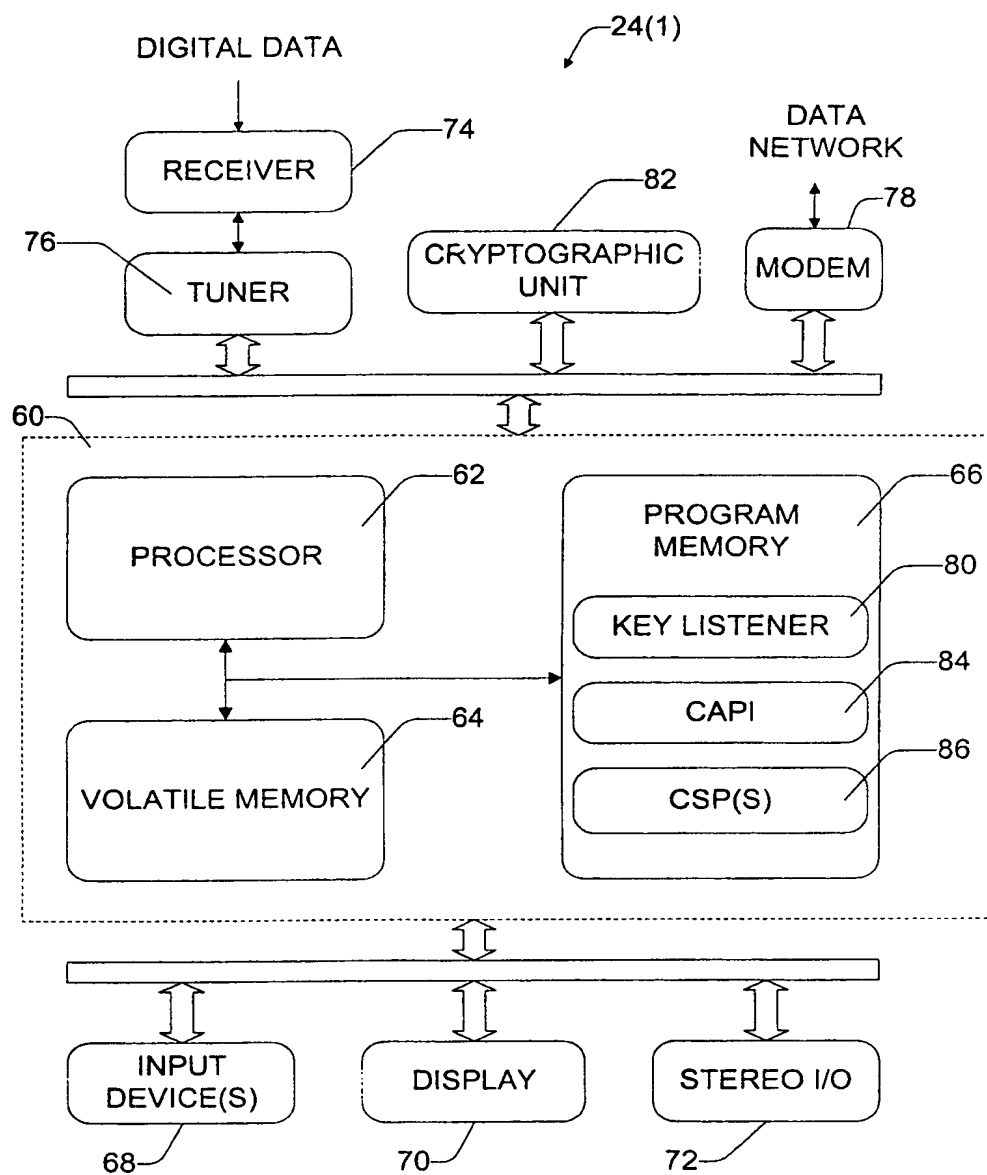 24(1)
DIGITAL DATA
74
RECEIVER
DATA
NETWORK
82
78
76
TUNER
CRYPTOGRAPHIC
UNIT
MODEM
60
62
66
PROCESSOR
PROGRAM
MEMORY
80
KEY LISTENER
84
64
CAPI
86
VOLATILE MEMORY
CSP(S)
INPUT
DEVICE(S)
DISPLAY
STEREO I/O
68
70
72